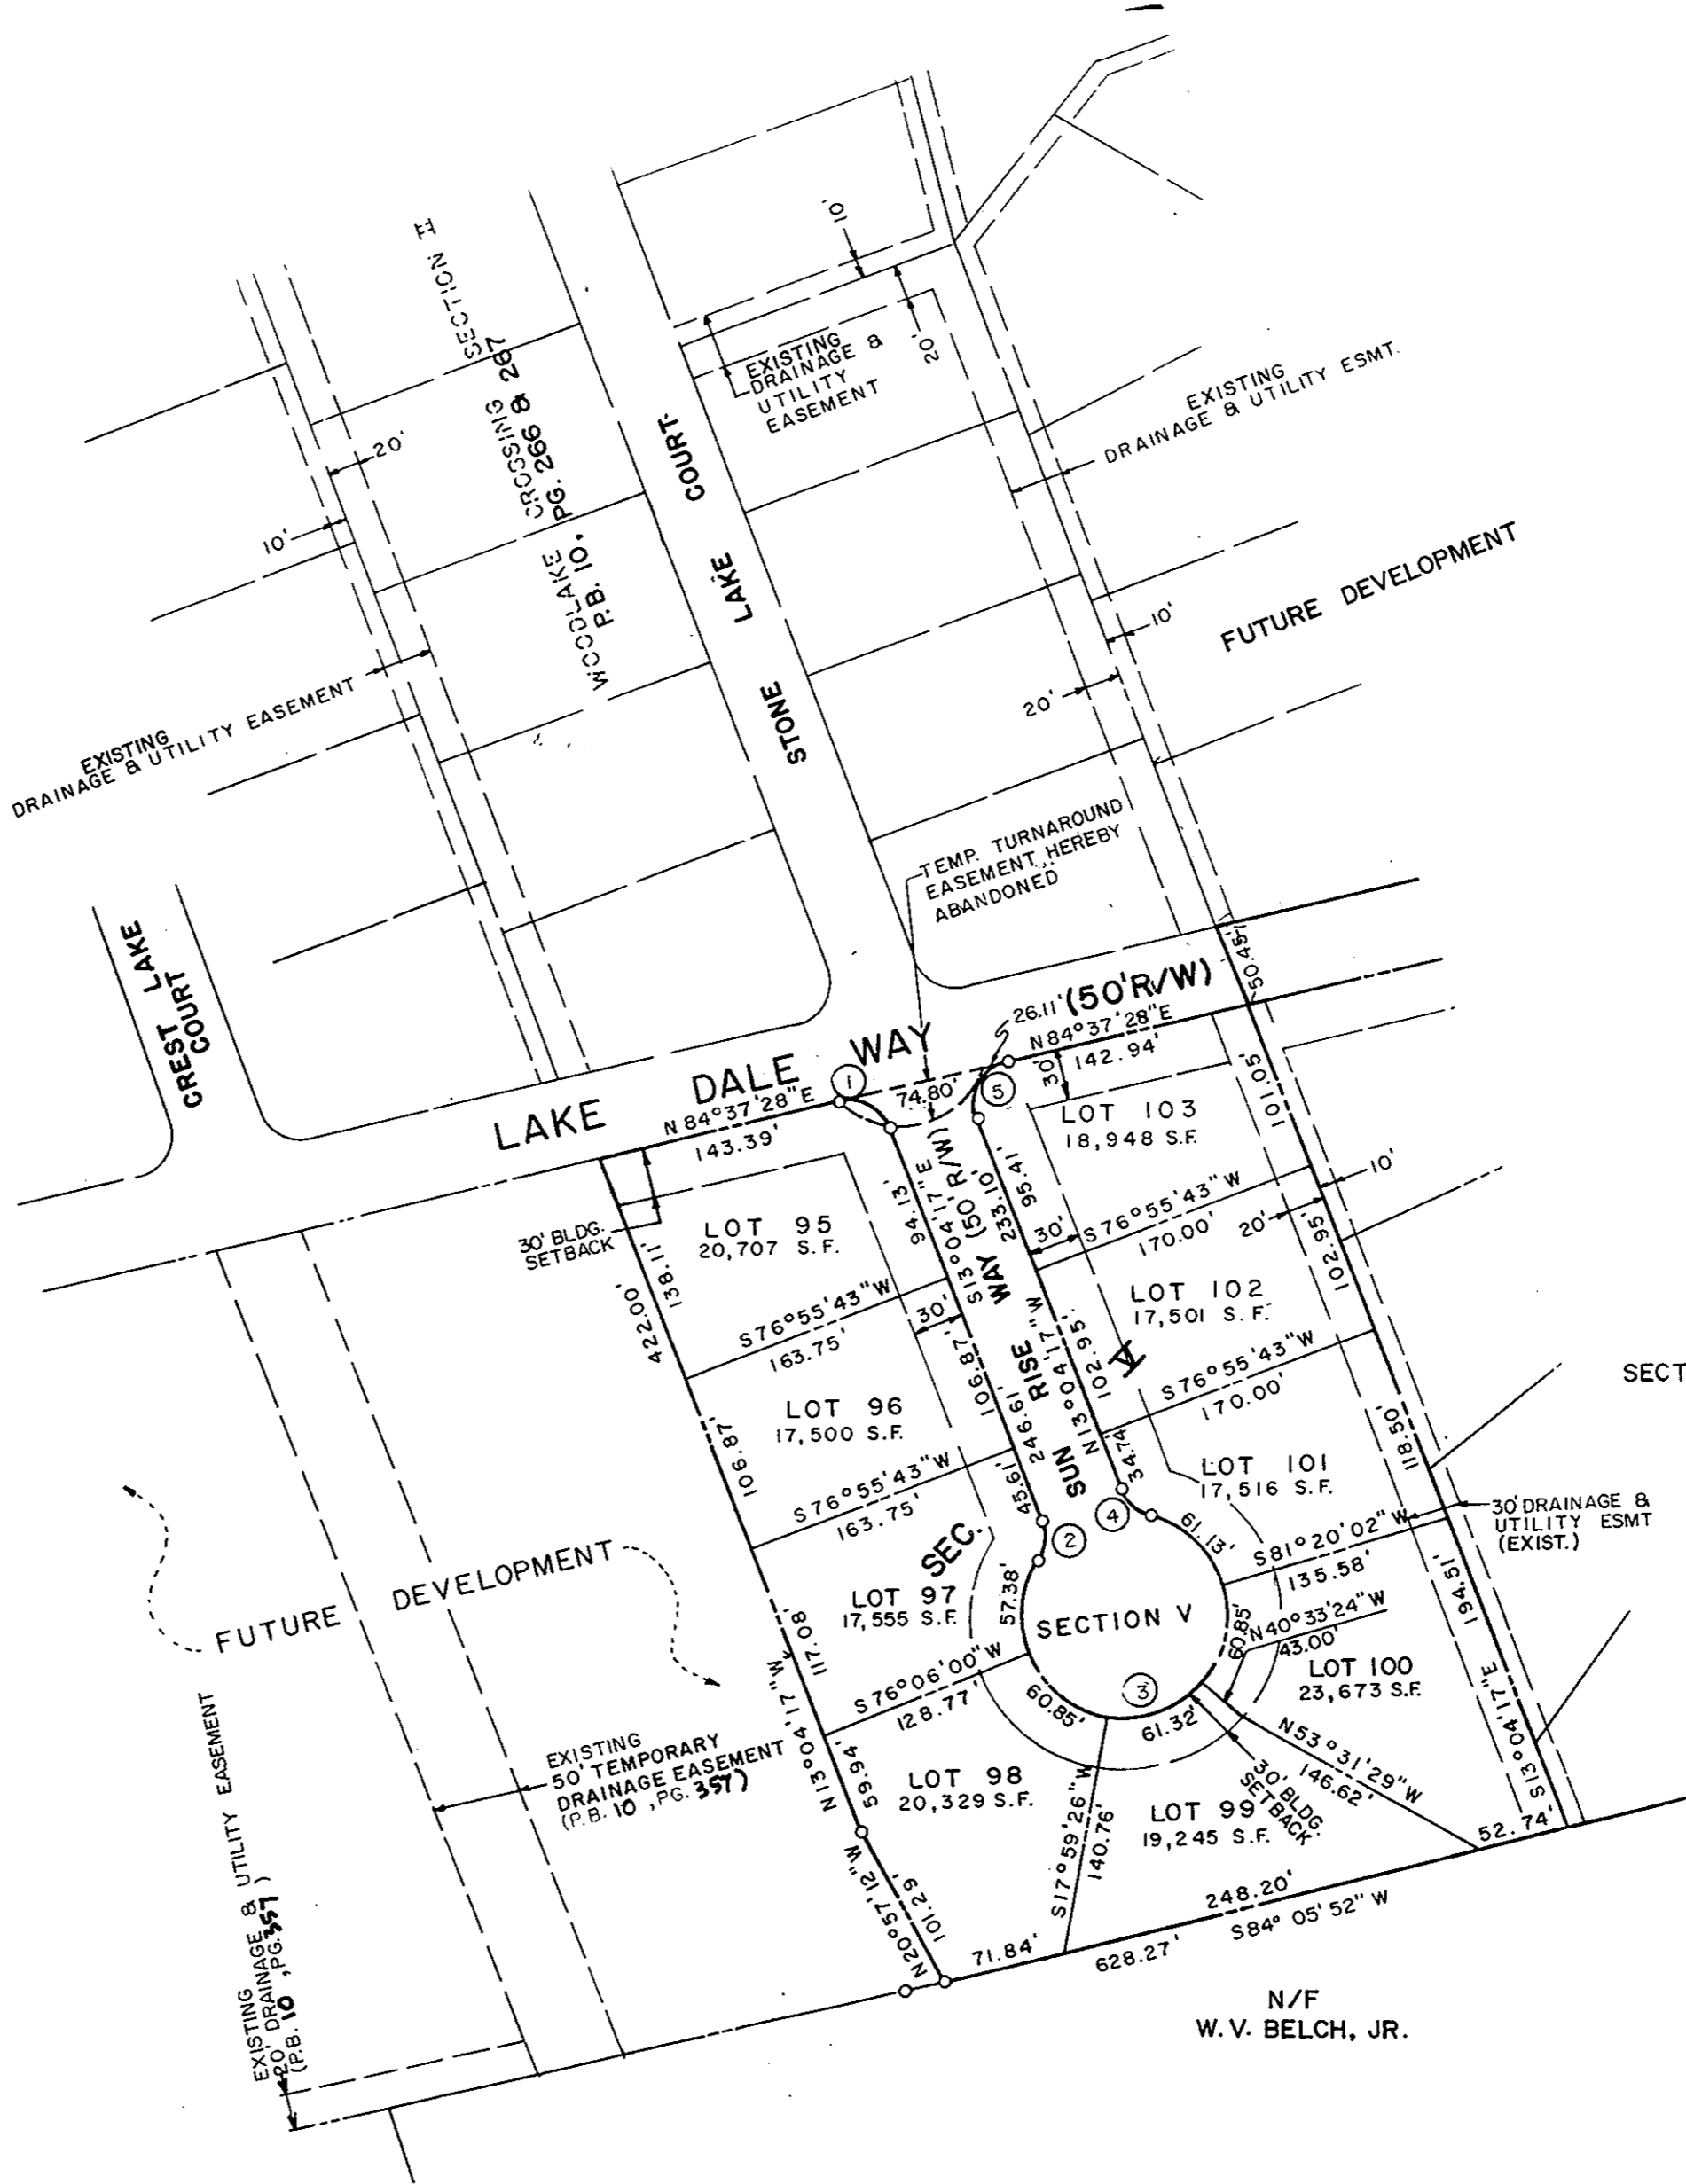 SECTION II
WOODLAKE CROSSING
P.B. 10, PG. 266 & 267
10'
20'
EXISTING
DRAINAGE &
UTILITY
EASEMENT
STONE LAKE COURT
EXISTING
DRAINAGE & UTILITY ESMT.
20'
10'
10'
20'
FUTURE DEVELOPMENT
EXISTING
DRAINAGE & UTILITY EASEMENT
TEMP. TURNAROUND
EASEMENT HEREBY
ABANDONED
CREST LAKE
COURT
LAKE DALE WAY (50' R/W)
50.45'
26.11'
N 84°37'28" E
142.94'
N 84°37'28" E
143.39'
1
74.80'
5
30'
LOT 103
18,948 S.F.
101.05'
30' BLDG.
SETBACK
LOT 95
20,707 S.F.
138.11'
422.00'
94.13'
S13°04'17"E
SUN RISE WAY (50' R/W)
95.41'
233.10'
30'
S76°55'43"W
170.00'
20'
10'
102.95'
S76°55'43"W
163.75'
30'
106.87'
246.61'
N13°04'17"W
102.95'
LOT 102
17,501 S.F.
V
S76°55'43"W
170.00'
SECT
LOT 96
17,500 S.F.
106.87'
S76°55'43"W
163.75'
45.61'
34.74'
LOT 101
17,516 S.F.
118.50'
SEC.
2
4
61.13'
S81°20'02"W
135.58'
30' DRAINAGE &
UTILITY ESMT
(EXIST.)
FUTURE DEVELOPMENT
LOT 97
17,555 S.F.
57.38'
SECTION V
60.85'
N40°33'24"W
43.00'
194.51'
117.08'
N13°04'17"W
S76°06'00"W
128.77'
60.85'
3
61.32'
LOT 100
23,673 S.F.
S13°04'17"E
EXISTING
50' TEMPORARY
DRAINAGE EASEMENT
(P.B. 10, PG. 357)
59.94'
LOT 98
20,329 S.F.
S17°59'26"W
140.76'
LOT 99
19,245 S.F.
30' BLDG.
SETBACK
N53°31'29"W
146.62'
52.74'
N20°57'12"W
101.29'
248.20'
S84°05'52"W
71.84'
628.27'
EXISTING
20' DRAINAGE & UTILITY EASEMENT
(P.B. 10, PG. 357)
N/F
W.V. BELCH, JR.